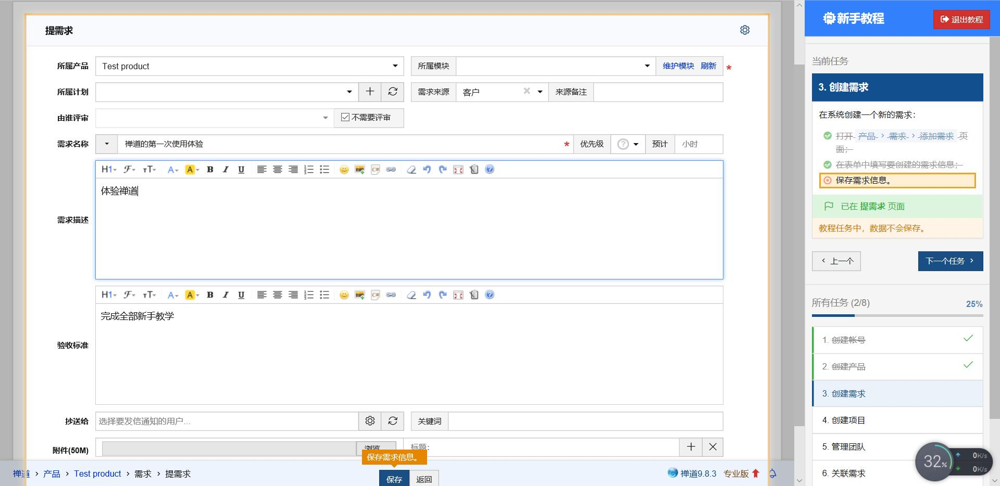 提需求
所属产品 Test product 所属模块 维护模块 刷新 *
所属计划 需求来源 客户 来源备注
由谁评审 不需要评审
需求名称 禅道的第一次使用体验 * 优先级 ? 预计 小时
H1 F тT A A B I U
体验禅道
需求描述
H1 F тT A A B I U
完成全部新手教学
验收标准
抄送给 选择要发信通知的用户... 关键词
附件(50M) 浏览... 标题:
保存需求信息。
禅道 › 产品 › Test product › 需求 › 提需求
保存 返回
禅道9.8.3 专业版
新手教程
退出教程
当前任务
3. 创建需求
在系统创建一个新的需求：
打开 产品 › 需求 › 添加需求 页
面；
在表单中填写要创建的需求信息；
保存需求信息。
已在 提需求 页面
教程任务中，数据不会保存。
‹ 上一个 下一个任务 ›
所有任务 (2/8) 25%
1. 创建帐号
2. 创建产品
3. 创建需求
4. 创建项目
5. 管理团队
6. 关联需求
32%
0K/s
0K/s